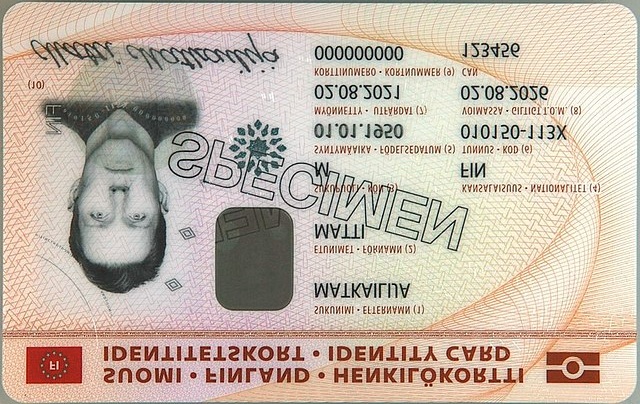 SUOMI • FINLAND • HENKILÖKORTTI
IDENTITETSKORT • IDENTITY CARD
FI
SUKUNIMI - EFTERNAMN (1)
MATKAILIJA
ETUNIMET - FÖRNAMN (2)
MATTI
SUKUPUOLI - KÖN (3) KANSALAISUUS - NATIONALITET (4)
M FIN
SYNTYMÄAIKA - FÖDELSEDATUM (5) TUNNUS - KOD (6)
01.01.1950 010150-113X
MYÖNNETTY - UTFÄRDAT (7) VOIMASSA - GILTIGT T.O.M. (8)
02.08.2021 02.08.2026
KORTTINUMERO - KORTNUMMER (9) CAN
000000000 123456
SPECIMEN
(10)
Matti Matkailija